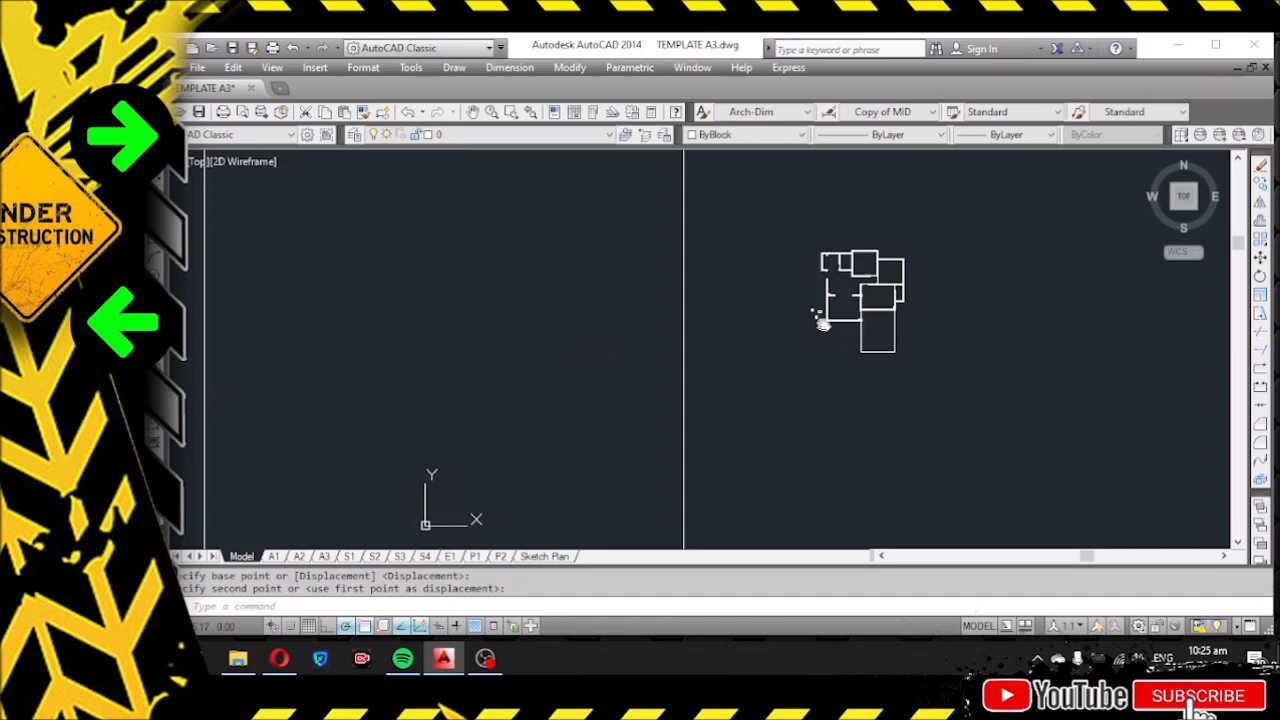 AutoCAD Classic
Autodesk AutoCAD 2014 TEMPLATE A3.dwg
Type a keyword or phrase
Sign In
File Edit View Insert Format Tools Draw Dimension Modify Parametric Window Help Express
TEMPLATE A3*
Arch-Dim
Copy of MID
Standard
Standard
AD Classic
0
ByBlock
ByLayer
ByLayer
ByColor
[Top][2D Wireframe]
N
W TOP E
S
WCS
NDER
STRUCTION
Y
X
Model A1 A2 A3 S1 S2 S3 S4 E1 P1 P2 Sketch Plan
cify base point or [Displacement] <Displacement>:
cify second point or <use first point as displacement>:
Type a command
17, 0.00
MODEL
1:1
ENG
10:25 am
YouTube
SUBSCRIBE